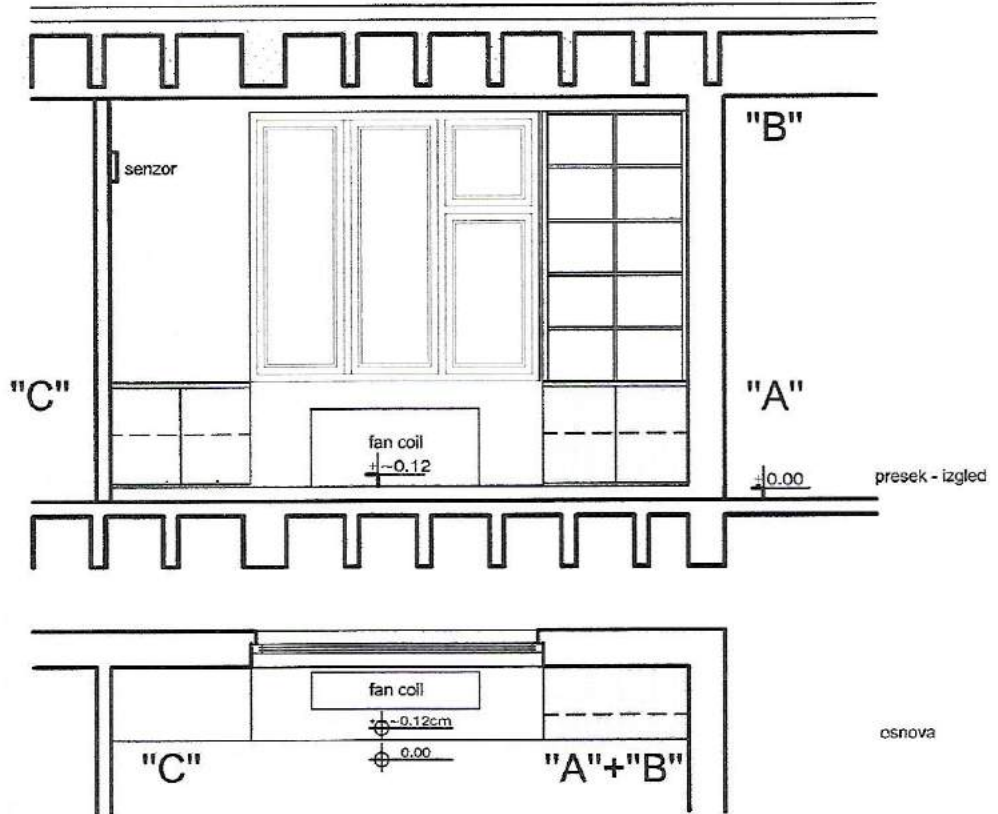 "B"
senzor
"C"
"A"
fan coil
+~0.12
+0.00
presek - izgled
fan coil
+~0.12cm
0.00
osnova
"C"
"A"+"B"